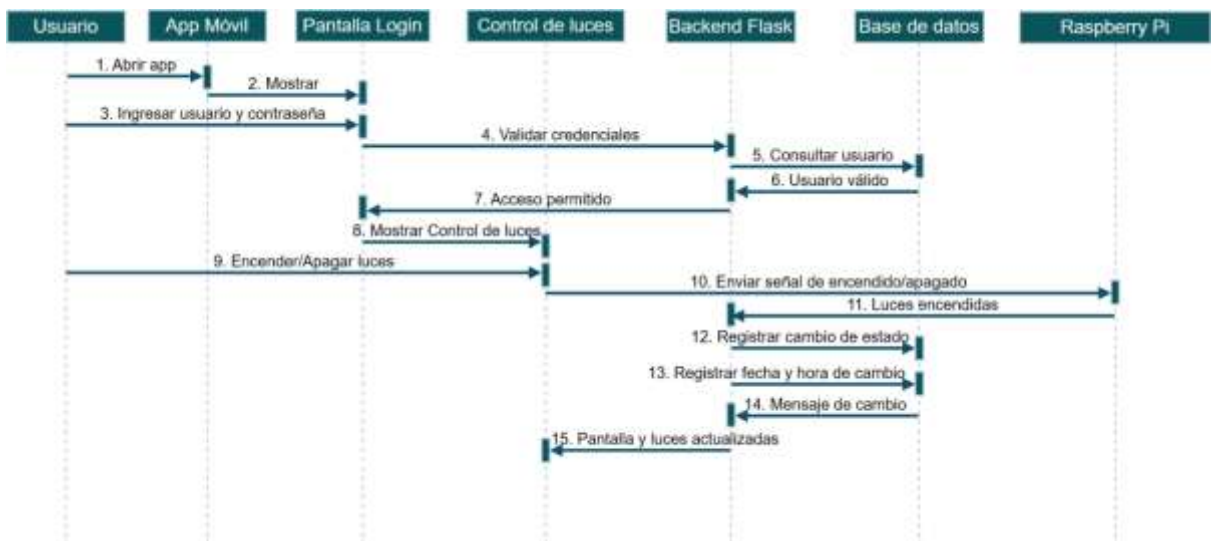 Usuario
App Móvil
Pantalla Login
Control de luces
Backend Flask
Base de datos
Raspberry Pi
1. Abrir app
2. Mostrar
3. Ingresar usuario y contraseña
4. Validar credenciales
5. Consultar usuario
6. Usuario válido
7. Acceso permitido
8. Mostrar Control de luces
9. Encender/Apagar luces
10. Enviar señal de encendido/apagado
11. Luces encendidas
12. Registrar cambio de estado
13. Registrar fecha y hora de cambio
14. Mensaje de cambio
15. Pantalla y luces actualizadas